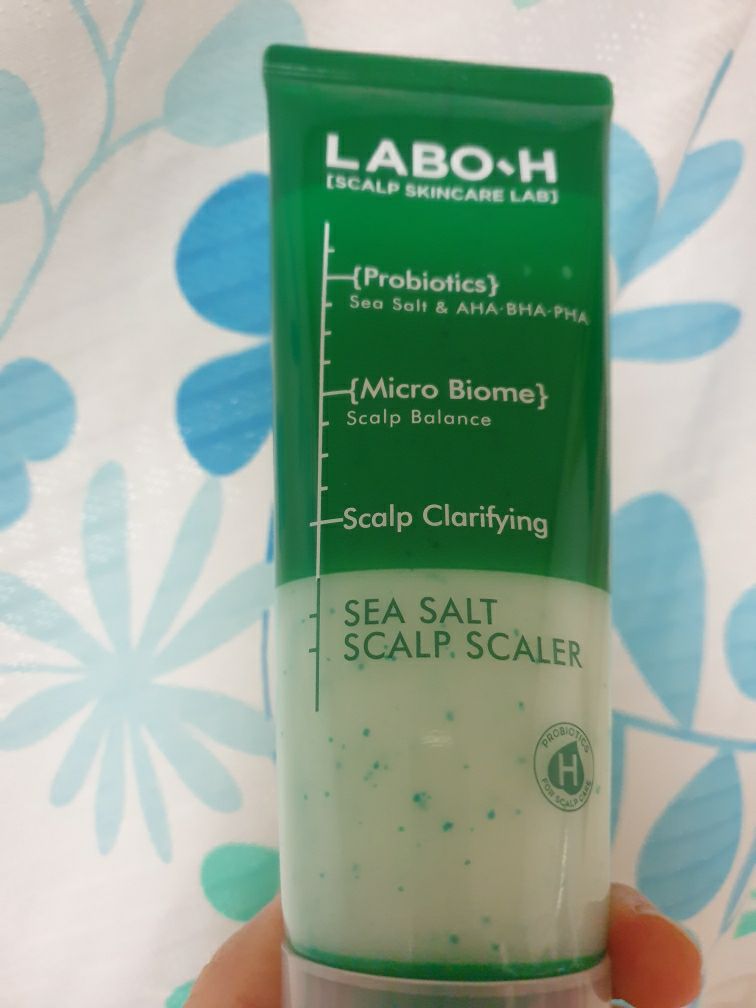 LABO-H
[SCALP SKINCARE LAB]
{Probiotics}
Sea Salt & AHA·BHA·PHA
{Micro Biome}
Scalp Balance
Scalp Clarifying
SEA SALT
SCALP SCALER
PROBIOTICS
H
FOR SCALP CARE